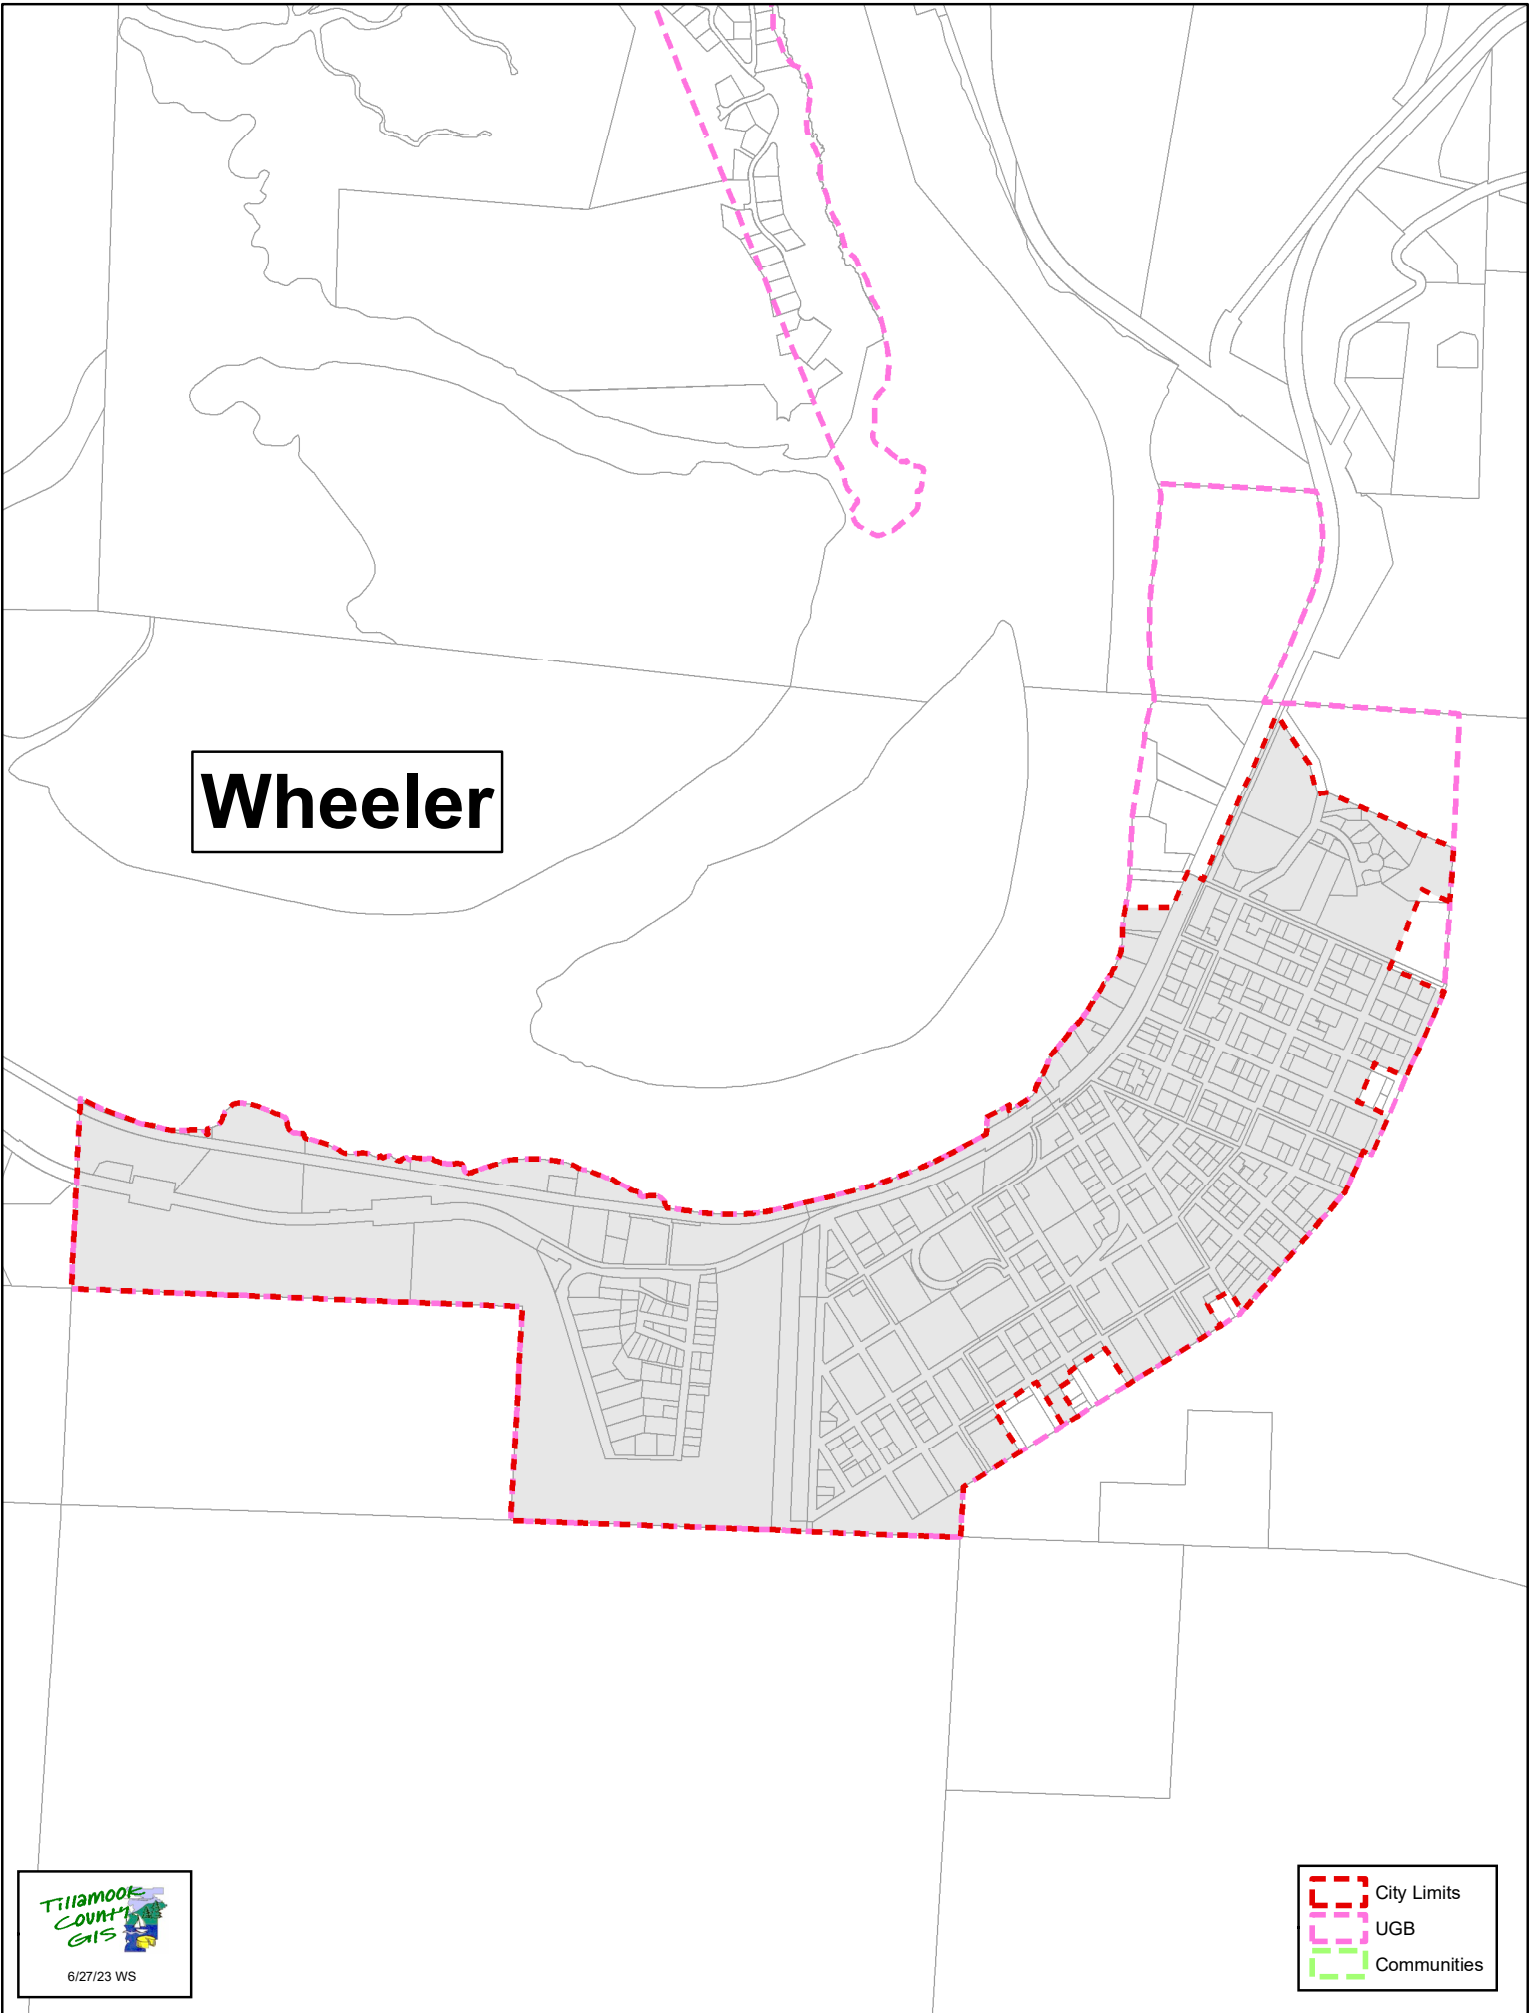 Wheeler
Tillamook
County
GIS
6/27/23 WS
City Limits
UGB
Communities